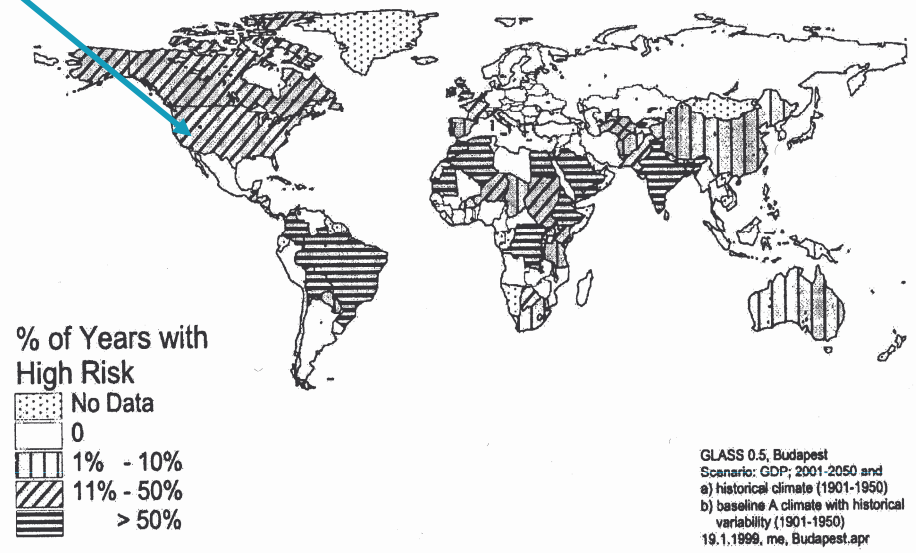 % of Years with
High Risk
No Data
0
1% - 10%
11% - 50%
> 50%
GLASS 0.5, Budapest
Scenario: GDP; 2001-2050 and
a) historical climate (1901-1950)
b) baseline A climate with historical
variability (1901-1950)
19.1.1999, me, Budapest.apr